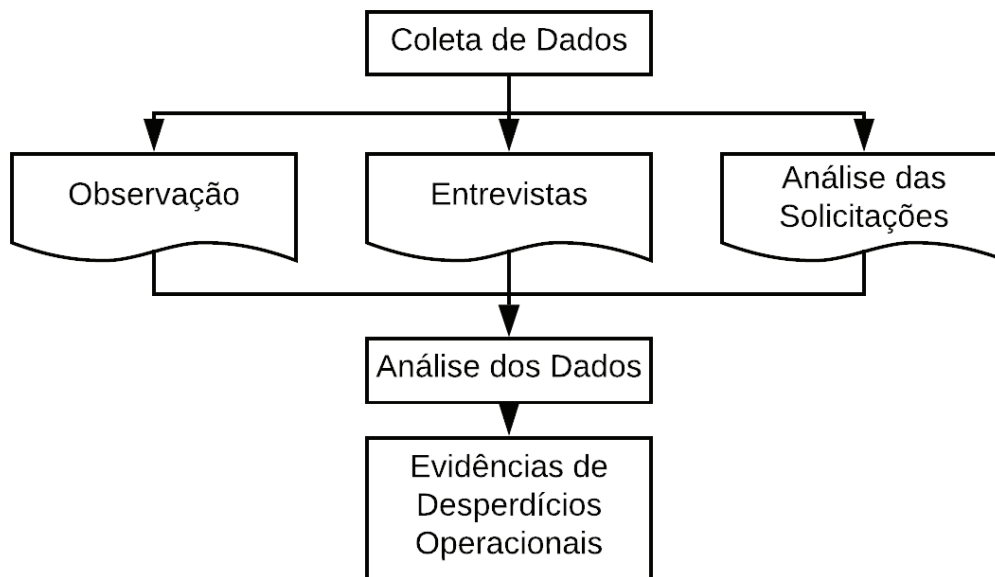 Coleta de Dados
Observação
Entrevistas
Análise das
Solicitações
Análise dos Dados
Evidências de
Desperdícios
Operacionais